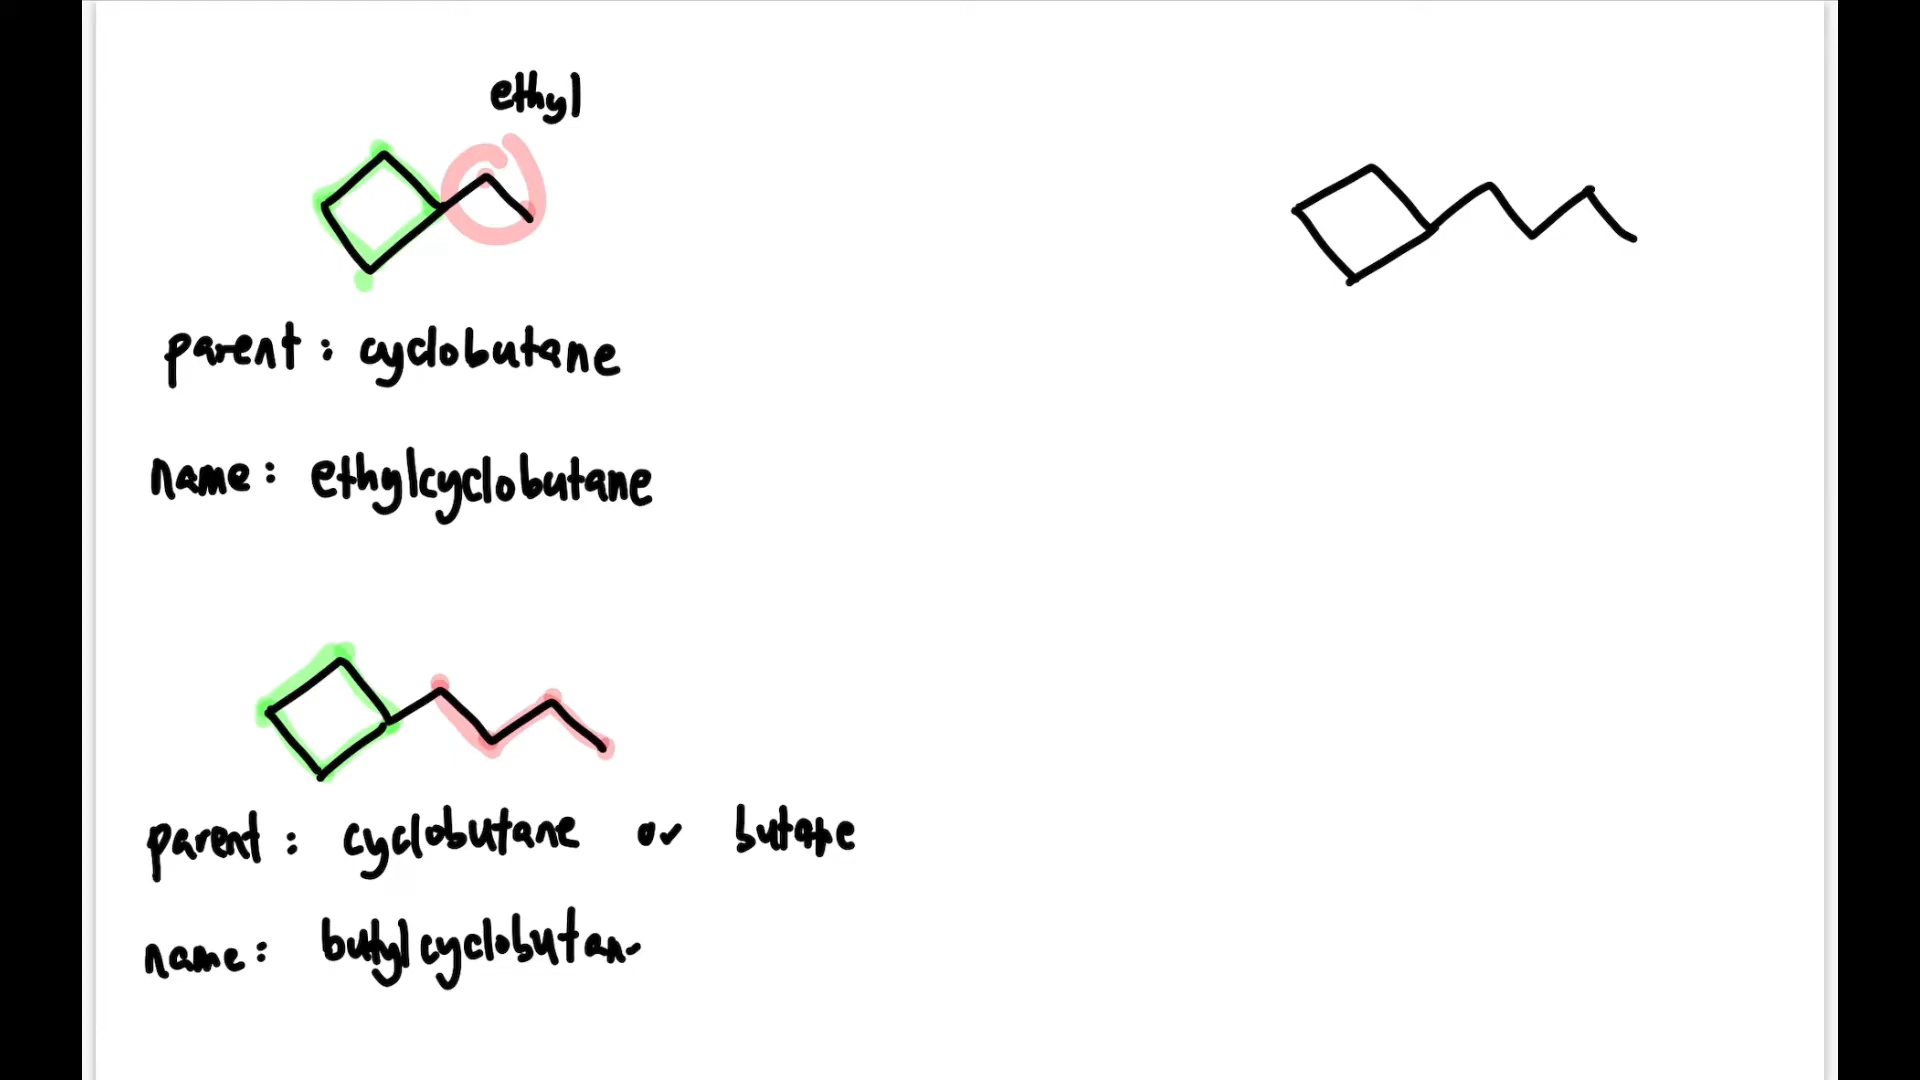 ethyl
parent: cyclobutane
name: ethylcyclobutane
parent: cyclobutane or butane
name: butylcyclobutan